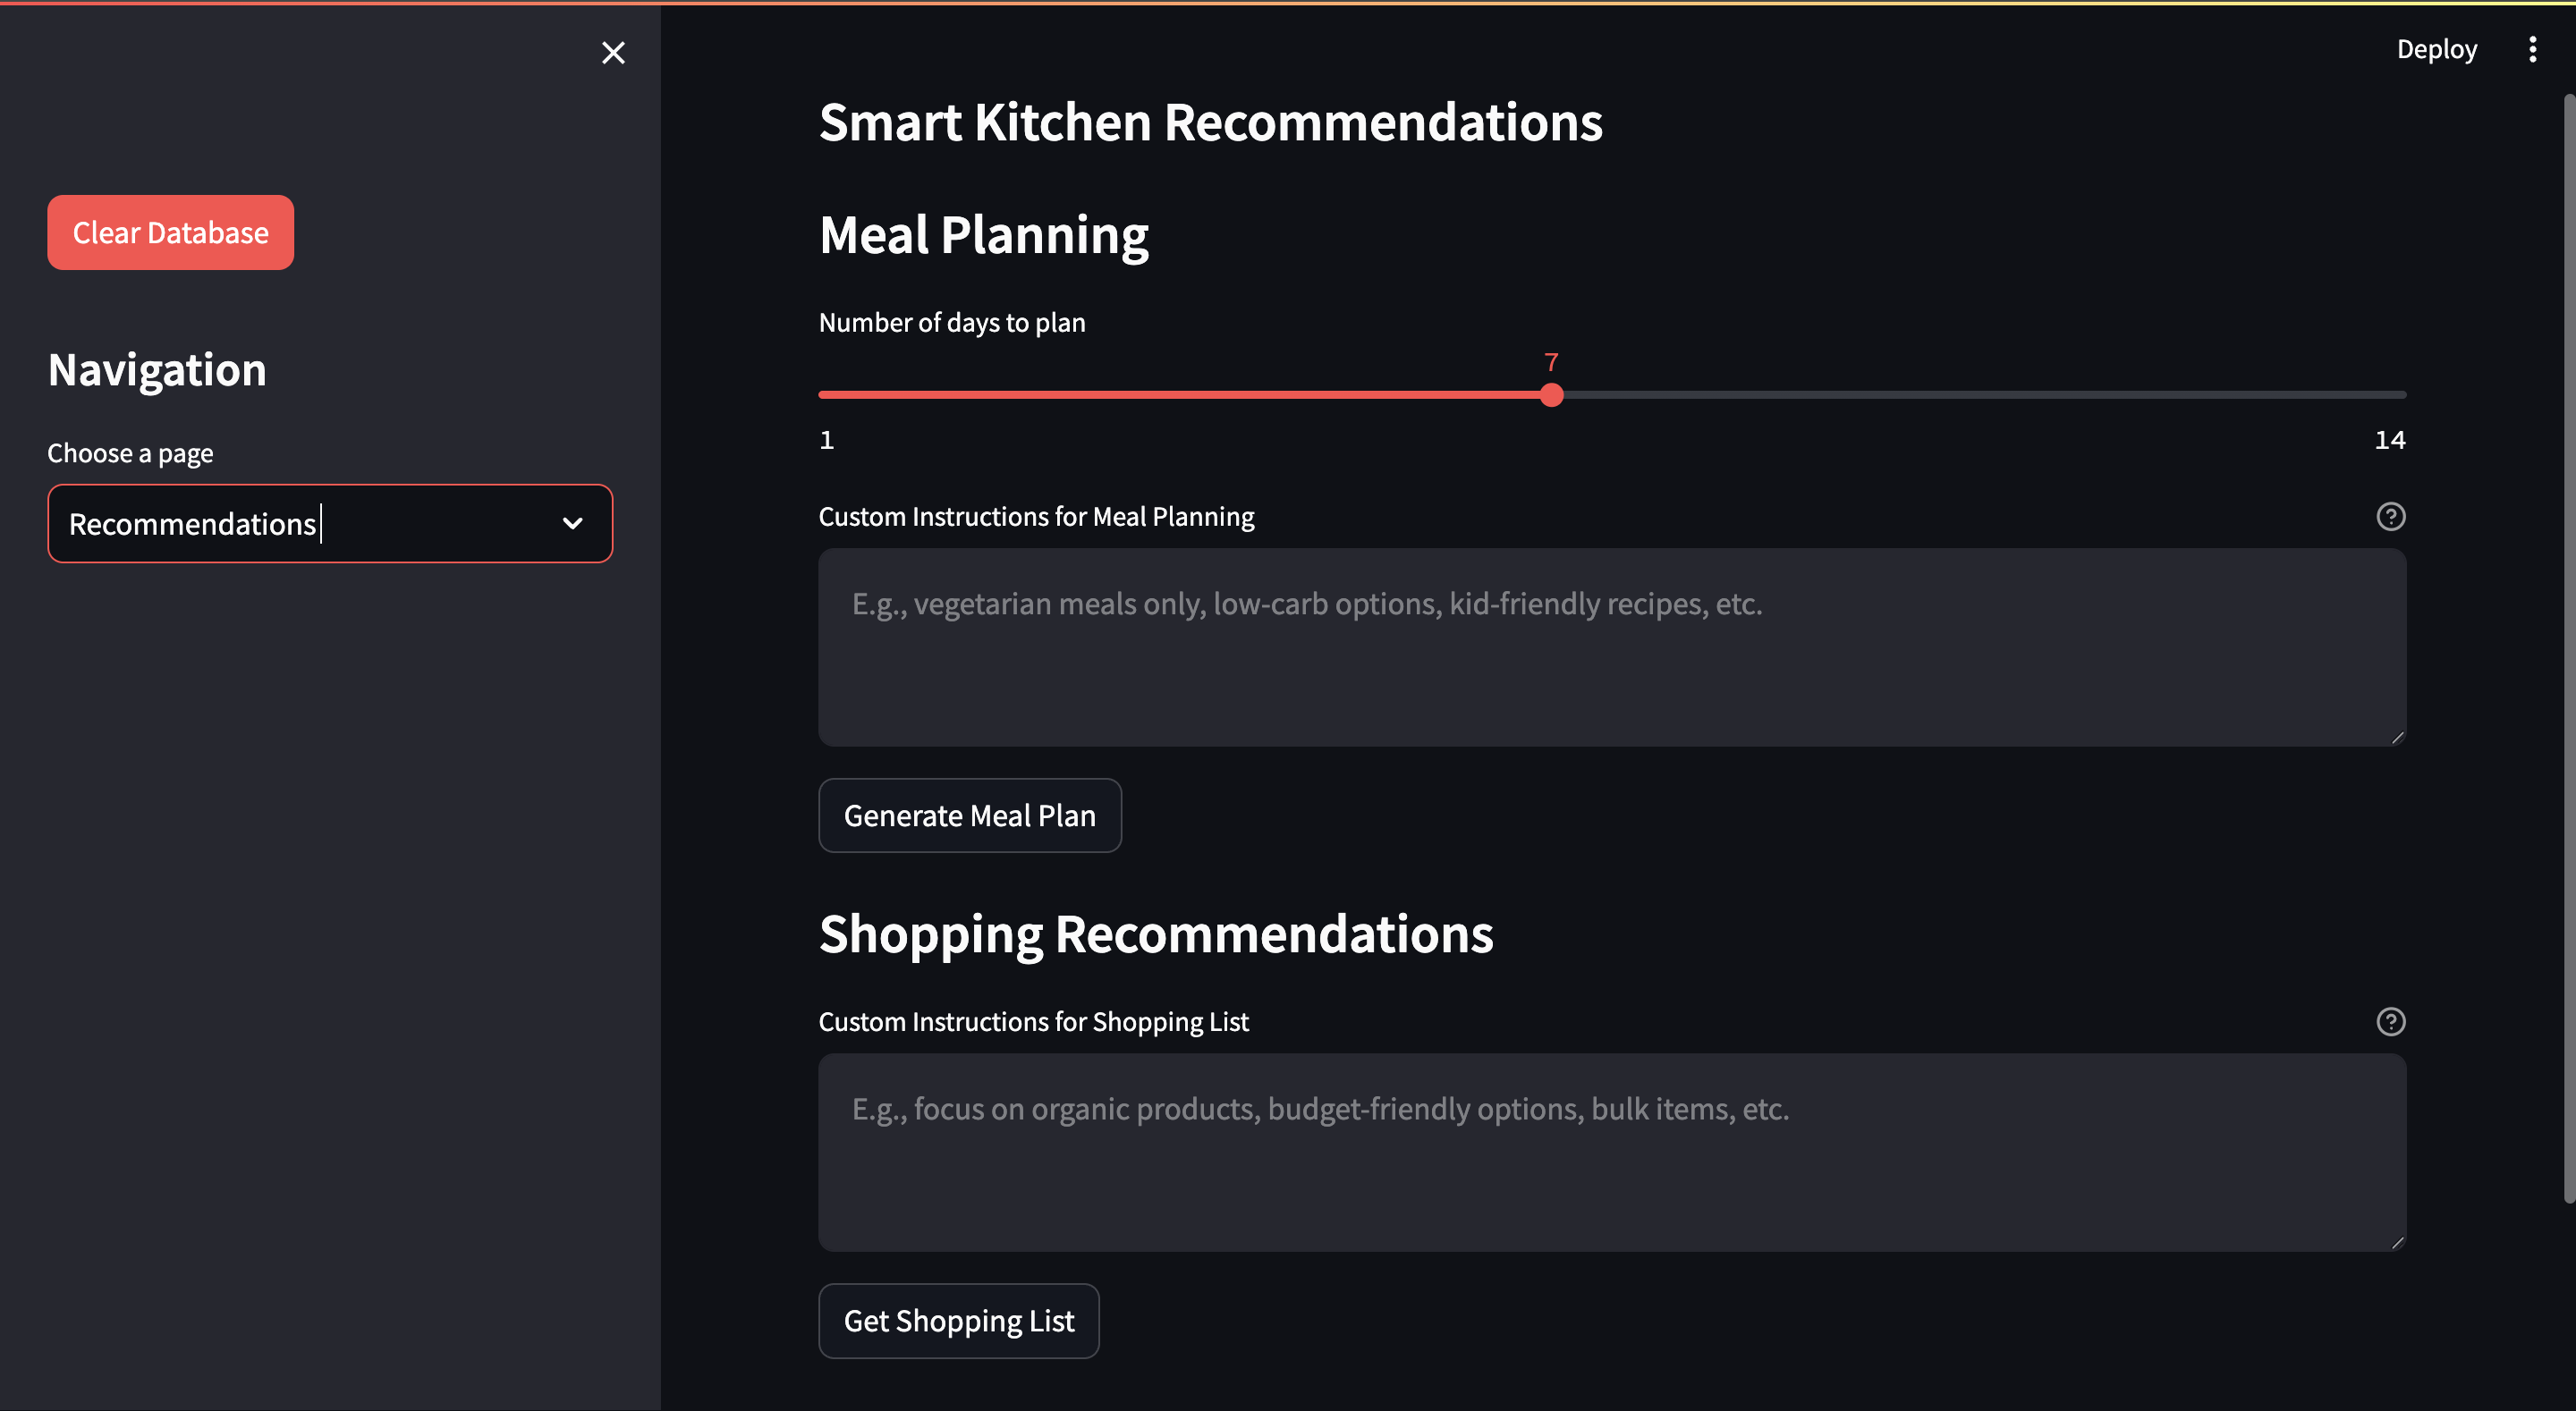 Deploy
Clear Database
Navigation
Choose a page
Recommendations
Smart Kitchen Recommendations
Meal Planning
Number of days to plan
7
1 14
Custom Instructions for Meal Planning
E.g., vegetarian meals only, low-carb options, kid-friendly recipes, etc.
Generate Meal Plan
Shopping Recommendations
Custom Instructions for Shopping List
E.g., focus on organic products, budget-friendly options, bulk items, etc.
Get Shopping List